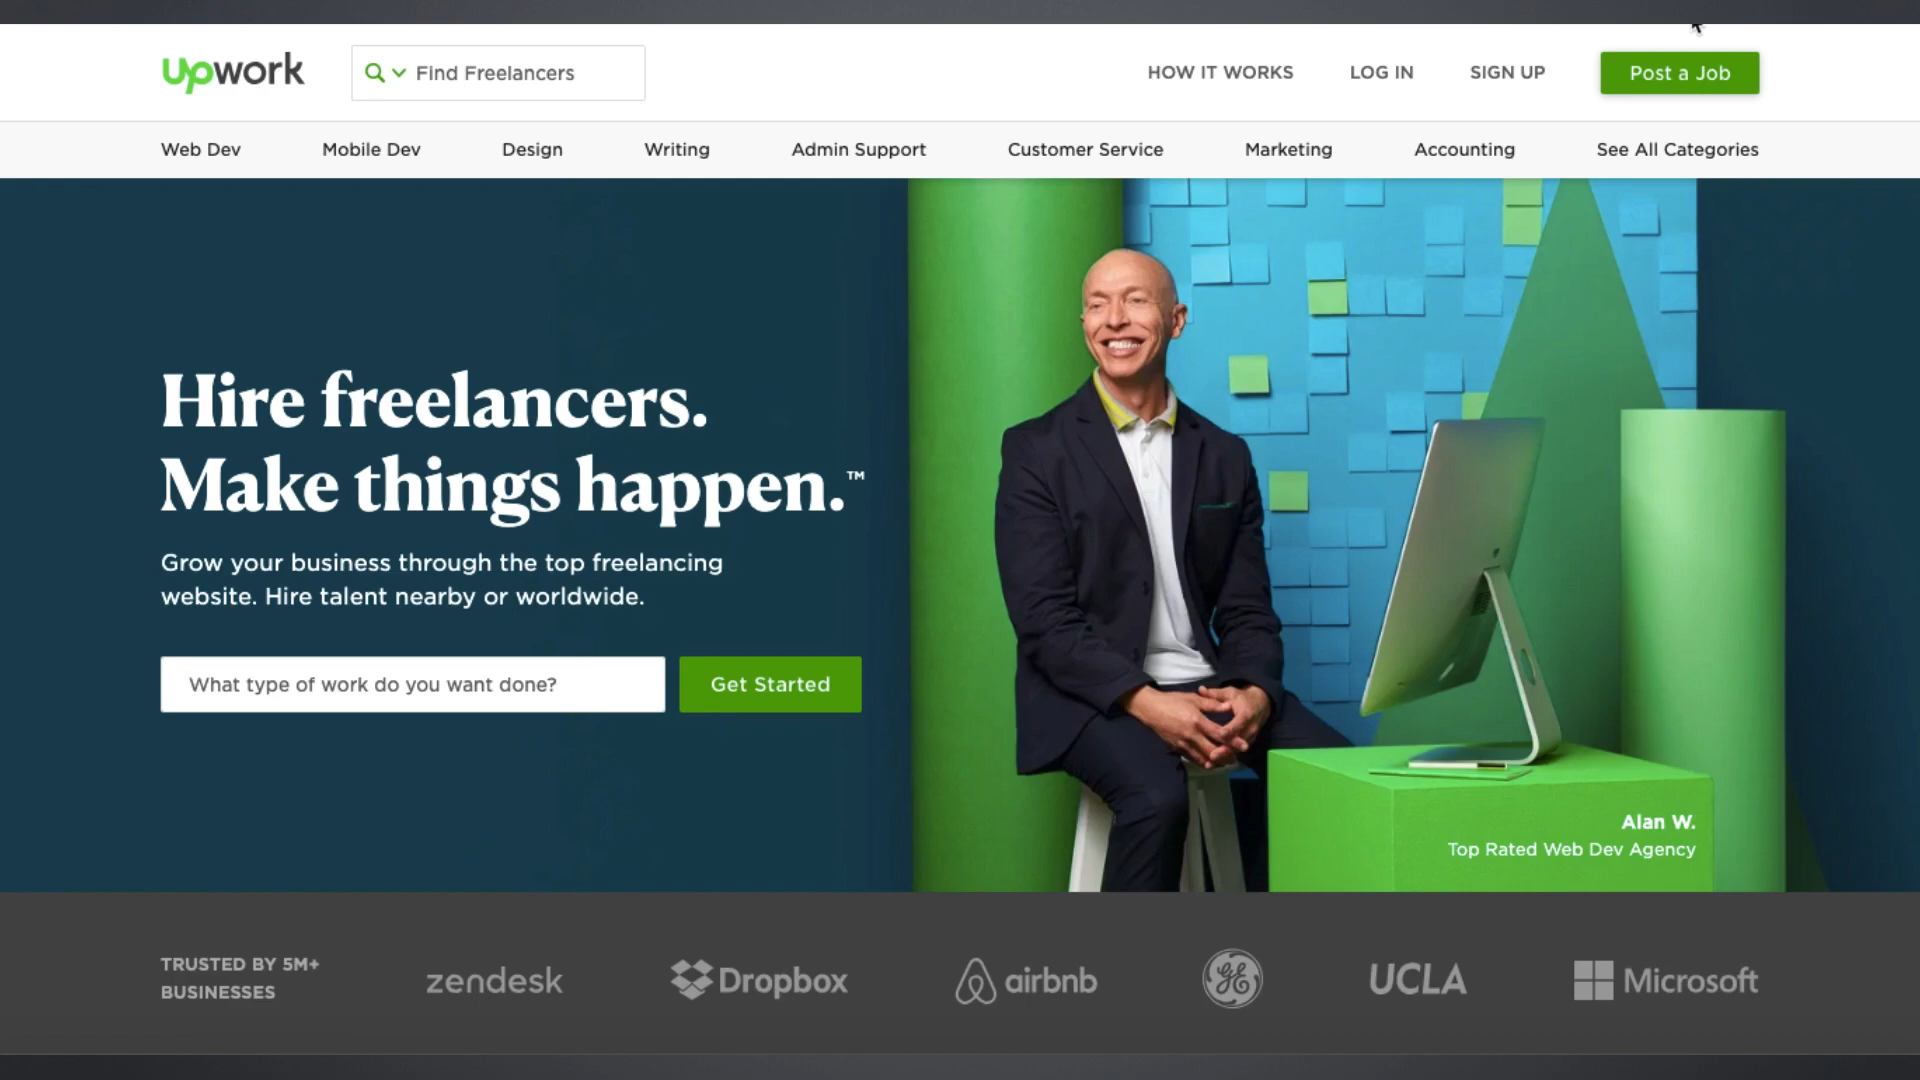 upwork
Find Freelancers
HOW IT WORKS
LOG IN
SIGN UP
Post a Job
Web Dev
Mobile Dev
Design
Writing
Admin Support
Customer Service
Marketing
Accounting
See All Categories
Hire freelancers.
Make things happen.™
Grow your business through the top freelancing
website. Hire talent nearby or worldwide.
What type of work do you want done?
Get Started
Alan W.
Top Rated Web Dev Agency
TRUSTED BY 5M+
BUSINESSES
zendesk
Dropbox
airbnb
GE
UCLA
Microsoft